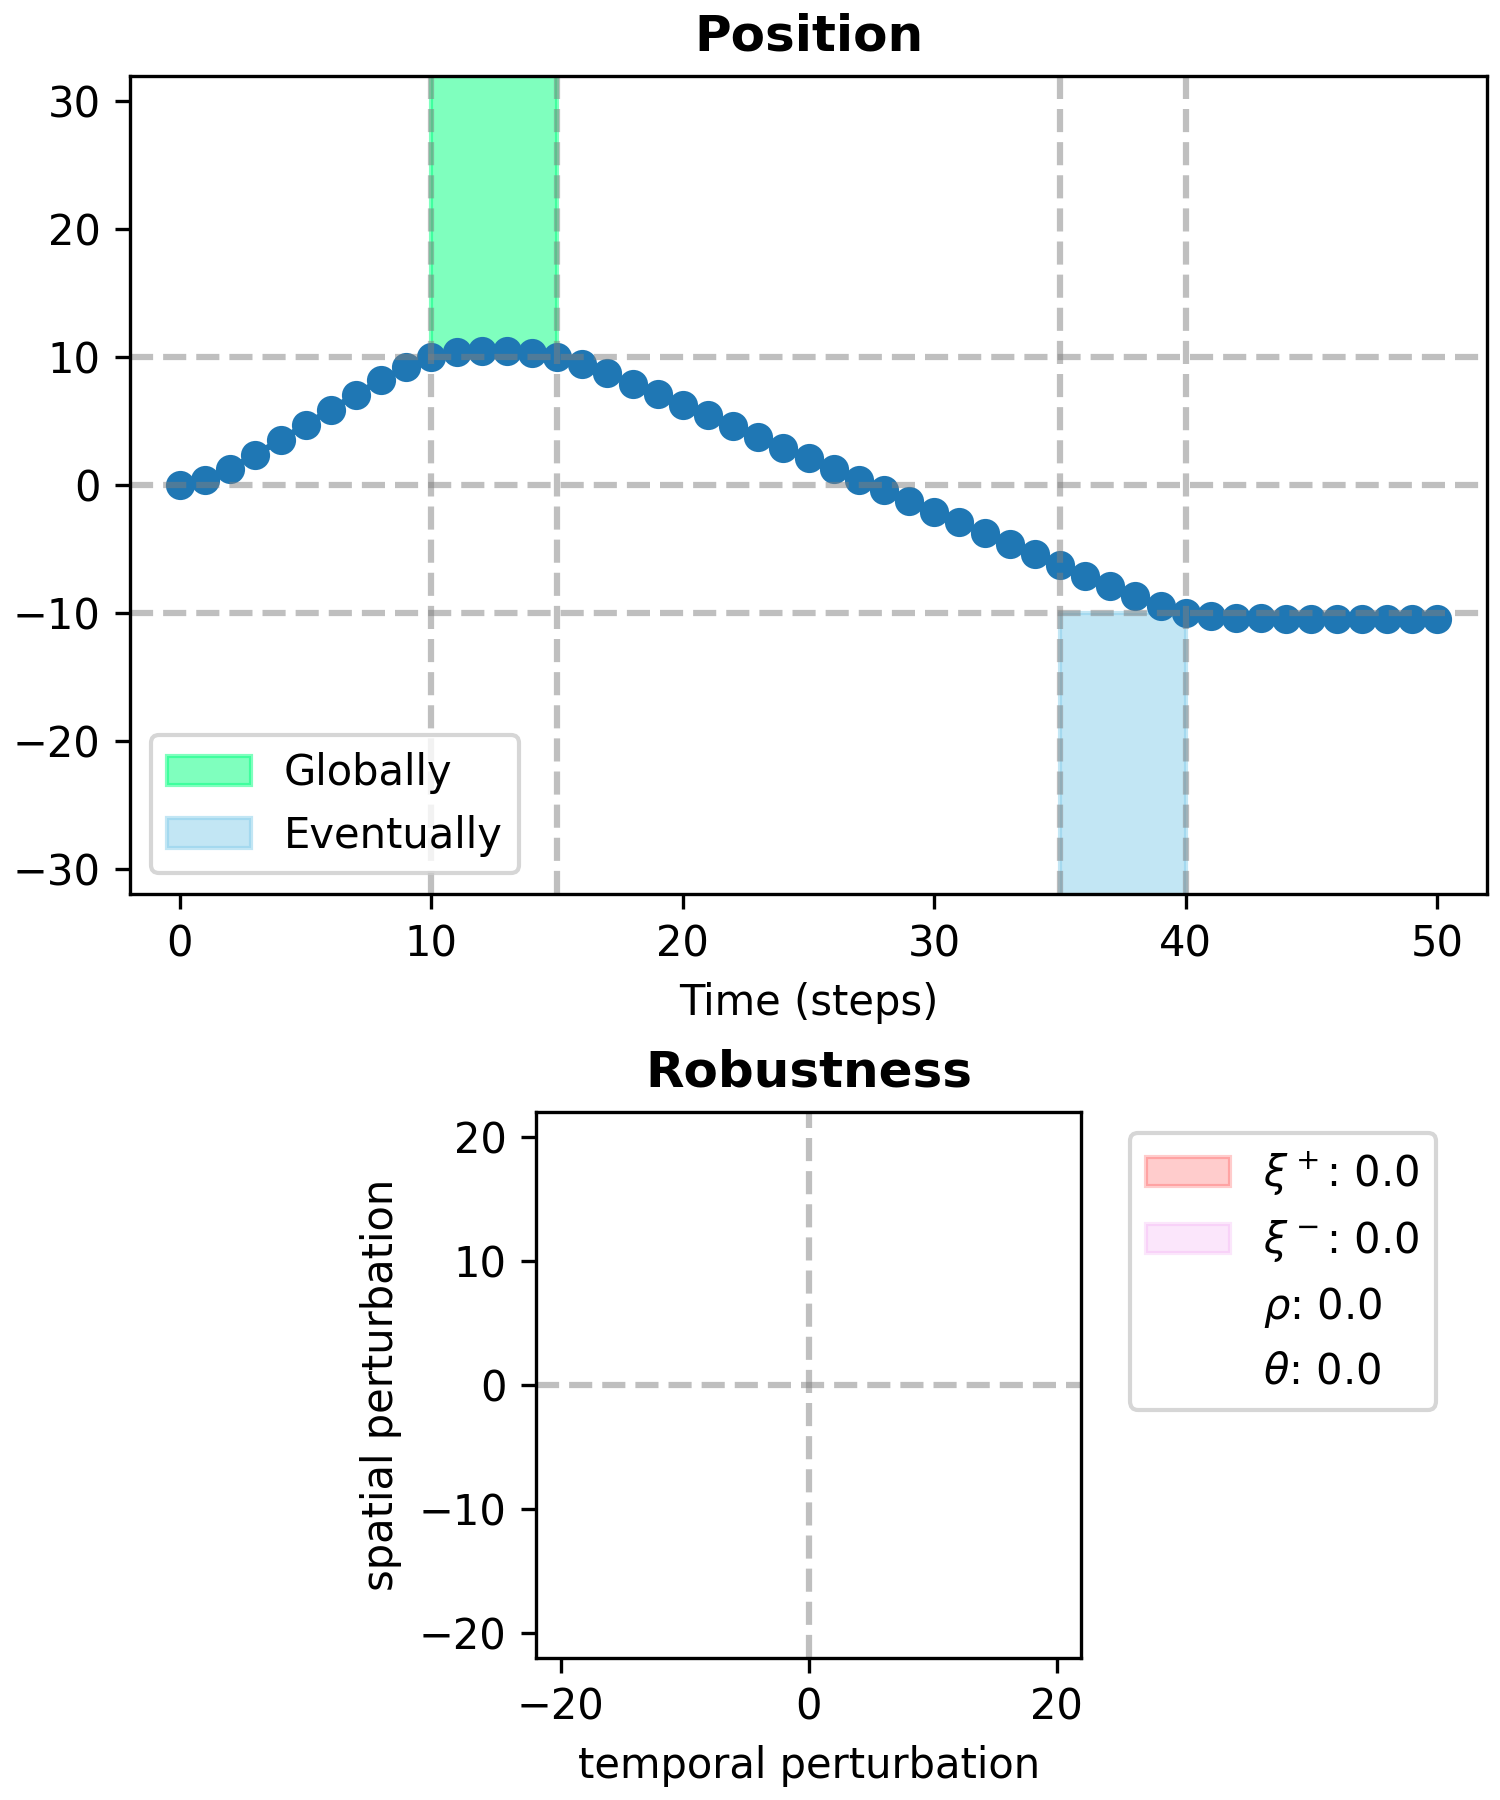 Position
30
20
10
0
−10
−20
−30
Globally
Eventually
0 10 20 30 40 50
Time (steps)
Robustness
20
10
0
−10
−20
spatial perturbation
−20 0 20
temporal perturbation
ξ⁺: 0.0
ξ⁻: 0.0
ρ: 0.0
θ: 0.0